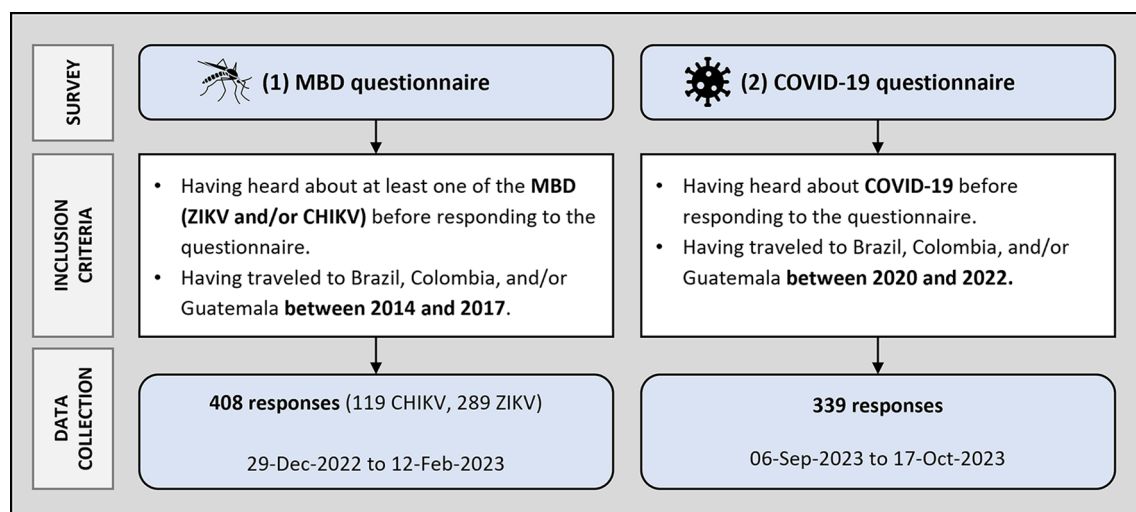 SURVEY
(1) MBD questionnaire
(2) COVID-19 questionnaire
INCLUSION
CRITERIA
• Having heard about at least one of the MBD
(ZIKV and/or CHIKV) before responding to the
questionnaire.
• Having traveled to Brazil, Colombia, and/or
Guatemala between 2014 and 2017.
• Having heard about COVID-19 before
responding to the questionnaire.
• Having traveled to Brazil, Colombia, and/or
Guatemala between 2020 and 2022.
DATA
COLLECTION
408 responses (119 CHIKV, 289 ZIKV)
29-Dec-2022 to 12-Feb-2023
339 responses
06-Sep-2023 to 17-Oct-2023